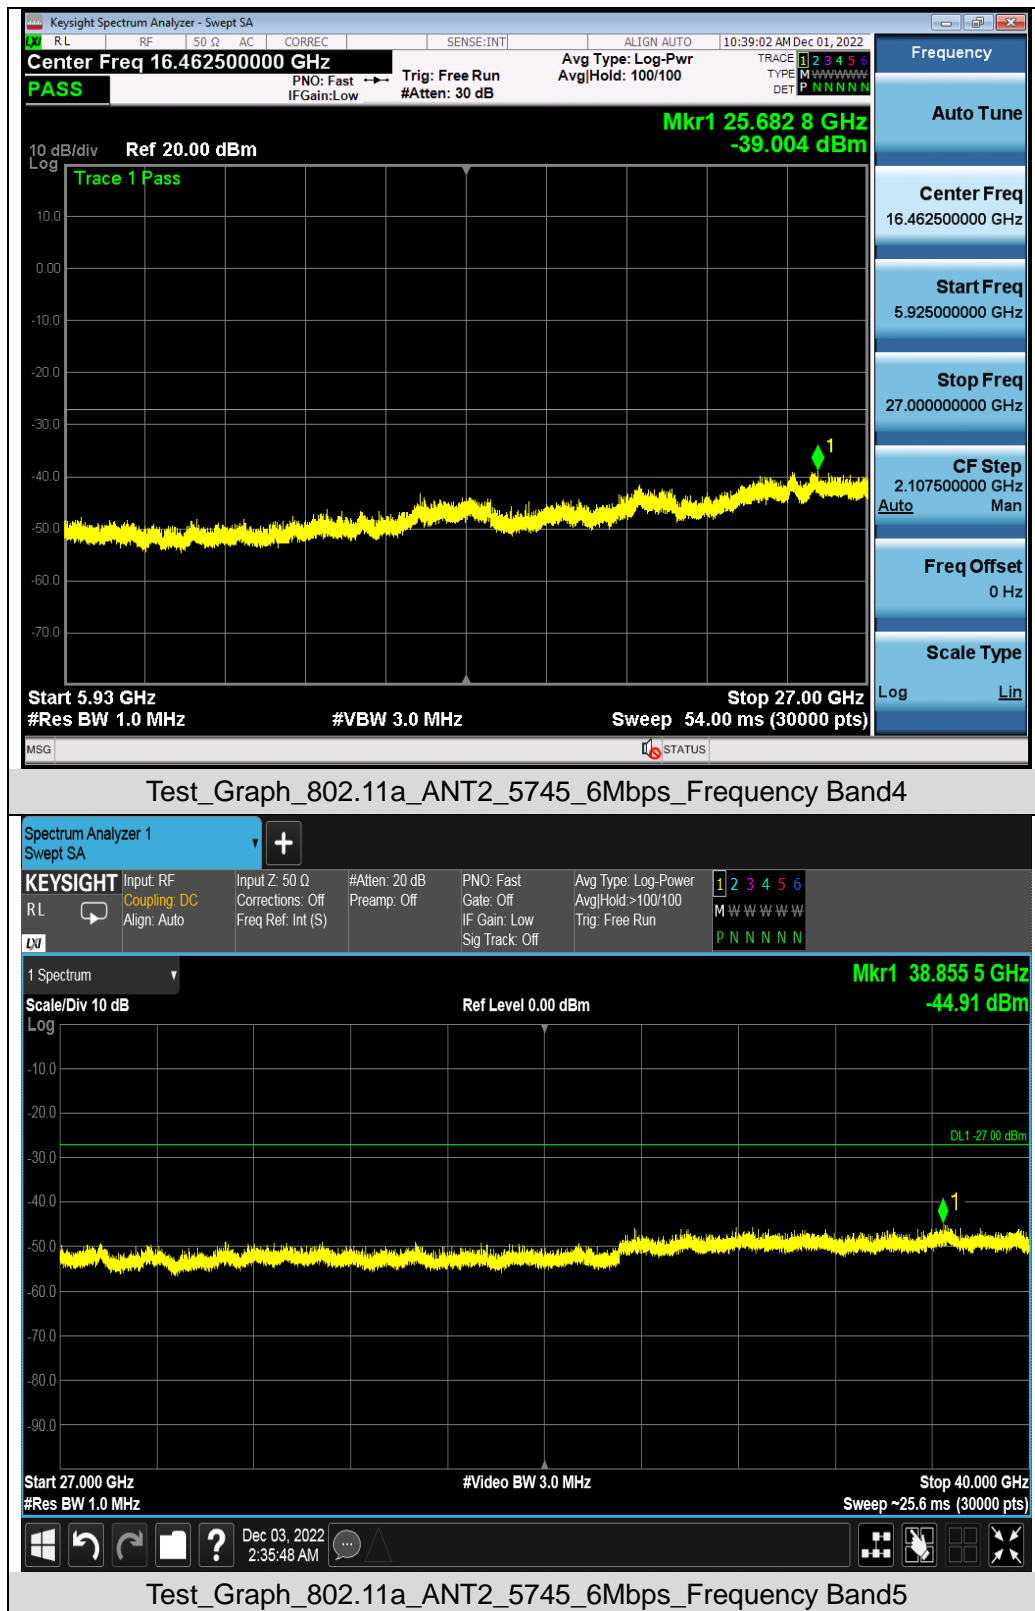 Keysight Spectrum Analyzer - Swept SA
LXI RL RF 50 Ω AC CORREC SENSE:INT ALIGN AUTO 10:39:02 AM Dec 01, 2022
Center Freq 16.462500000 GHz
PASS
PNO: Fast
IFGain:Low
Trig: Free Run
#Atten: 30 dB
Avg Type: Log-Pwr
Avg|Hold: 100/100
TRACE 1 2 3 4 5 6
TYPE M W W W W W
DET P N N N N N
Mkr1 25.682 8 GHz
-39.004 dBm
10 dB/div Ref 20.00 dBm
Log
Trace 1 Pass
10.0
0.00
-10.0
-20.0
-30.0
-40.0
-50.0
-60.0
-70.0
1
Start 5.93 GHz
Stop 27.00 GHz
#Res BW 1.0 MHz
#VBW 3.0 MHz
Sweep 54.00 ms (30000 pts)
MSG
STATUS
Frequency
Auto Tune
Center Freq
16.462500000 GHz
Start Freq
5.925000000 GHz
Stop Freq
27.000000000 GHz
CF Step
2.107500000 GHz
Auto Man
Freq Offset
0 Hz
Scale Type
Log Lin
Test_Graph_802.11a_ANT2_5745_6Mbps_Frequency Band4
Spectrum Analyzer 1
Swept SA
+
KEYSIGHT
RL
LXI
Input: RF
Coupling: DC
Align: Auto
Input Z: 50 Ω
Corrections: Off
Freq Ref: Int (S)
#Atten: 20 dB
Preamp: Off
PNO: Fast
Gate: Off
IF Gain: Low
Sig Track: Off
Avg Type: Log-Power
Avg|Hold:>100/100
Trig: Free Run
1 2 3 4 5 6
M W W W W W
P N N N N N
1 Spectrum
Mkr1 38.855 5 GHz
-44.91 dBm
Scale/Div 10 dB
Ref Level 0.00 dBm
Log
-10.0
-20.0
-30.0
-40.0
-50.0
-60.0
-70.0
-80.0
-90.0
DL1 -27.00 dBm
1
Start 27.000 GHz
#Video BW 3.0 MHz
Stop 40.000 GHz
#Res BW 1.0 MHz
Sweep ~25.6 ms (30000 pts)
?
Dec 03, 2022
2:35:48 AM
Test_Graph_802.11a_ANT2_5745_6Mbps_Frequency Band5